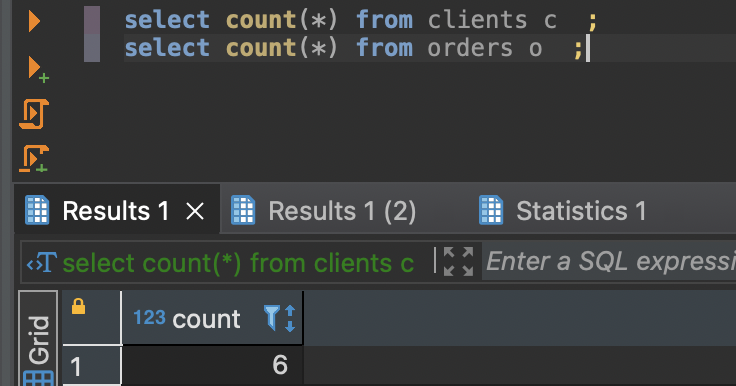 select count(*) from clients c  ;
select count(*) from orders o  ;
Results 1 Results 1 (2) Statistics 1
select count(*) from clients c Enter a SQL expressi
Grid
123 count
1 6